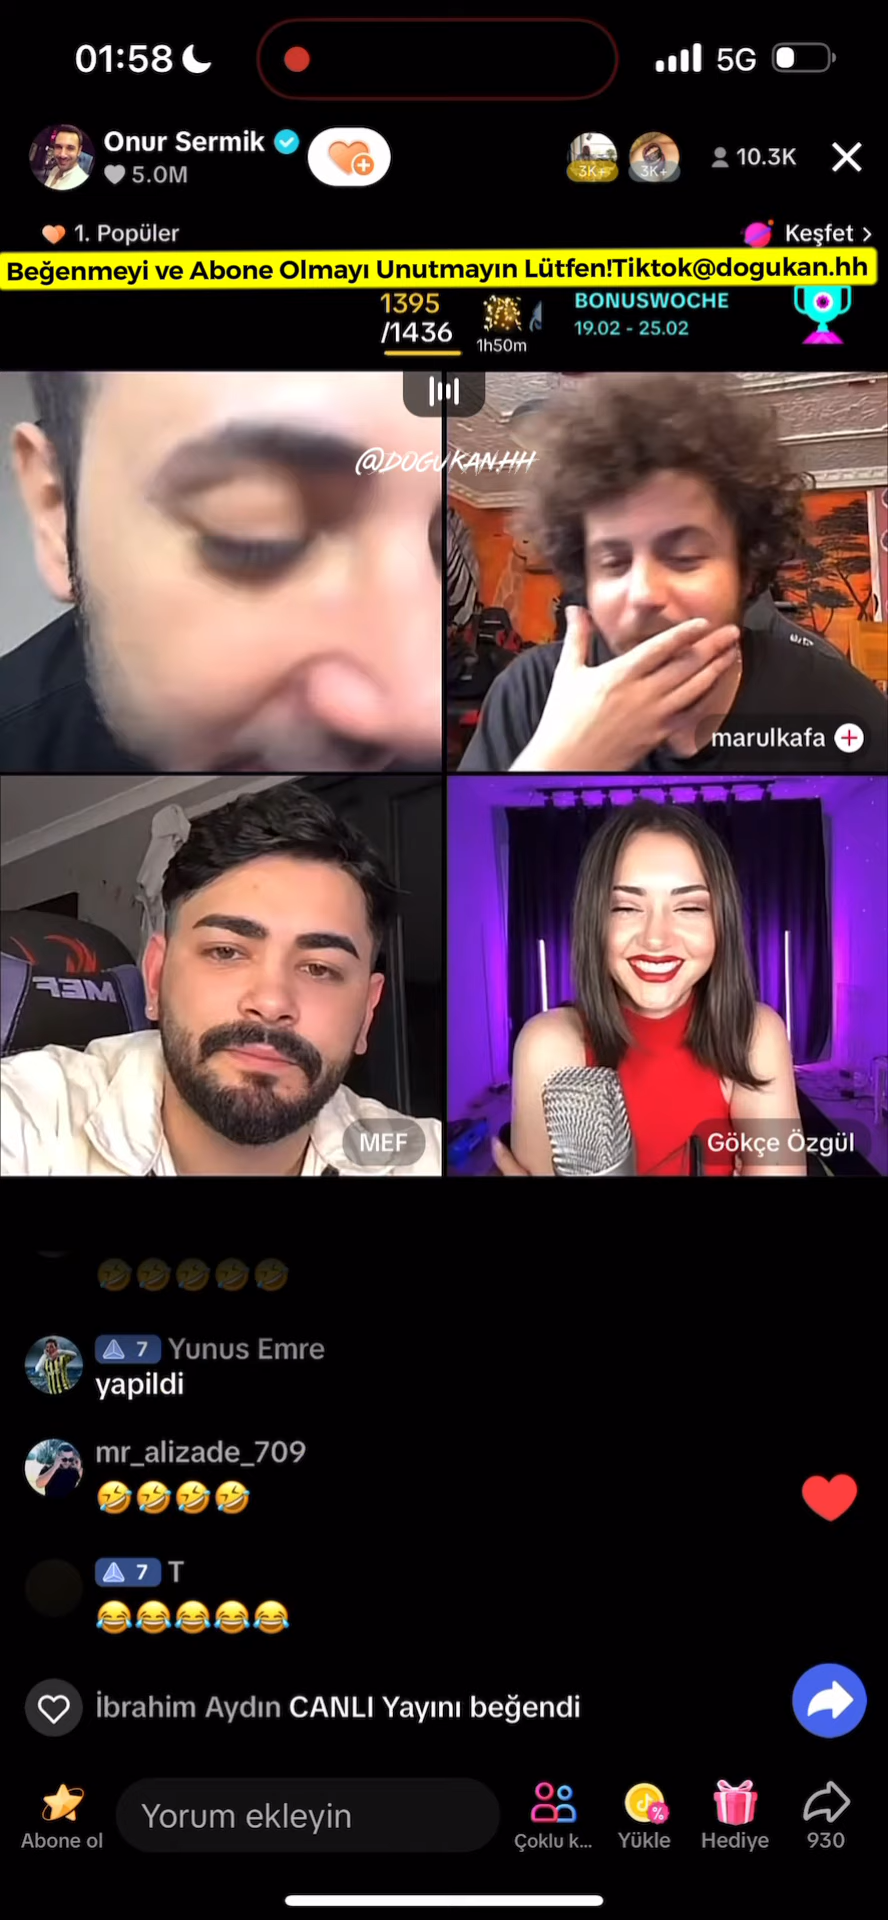 01:58
5G
Onur Sermik
5.0M
3K+
3K+
10.3K
1. Popüler
Keşfet >
Beğenmeyi ve Abone Olmayı Unutmayın Lütfen!Tiktok@dogukan.hh
1395
/1436
1h50m
BONUSWOCHE
19.02 - 25.02
@DOGUKAN.HH
marulkafa
MEF
MEF
Gökçe Özgül
🤣🤣🤣🤣🤣
7 Yunus Emre
yapildi
mr_alizade_709
🤣🤣🤣🤣
7 T
😂😂😂😂😂
İbrahim Aydın CANLI Yayını beğendi
Abone ol
Yorum ekleyin
Çoklu k...
Yükle
Hediye
930